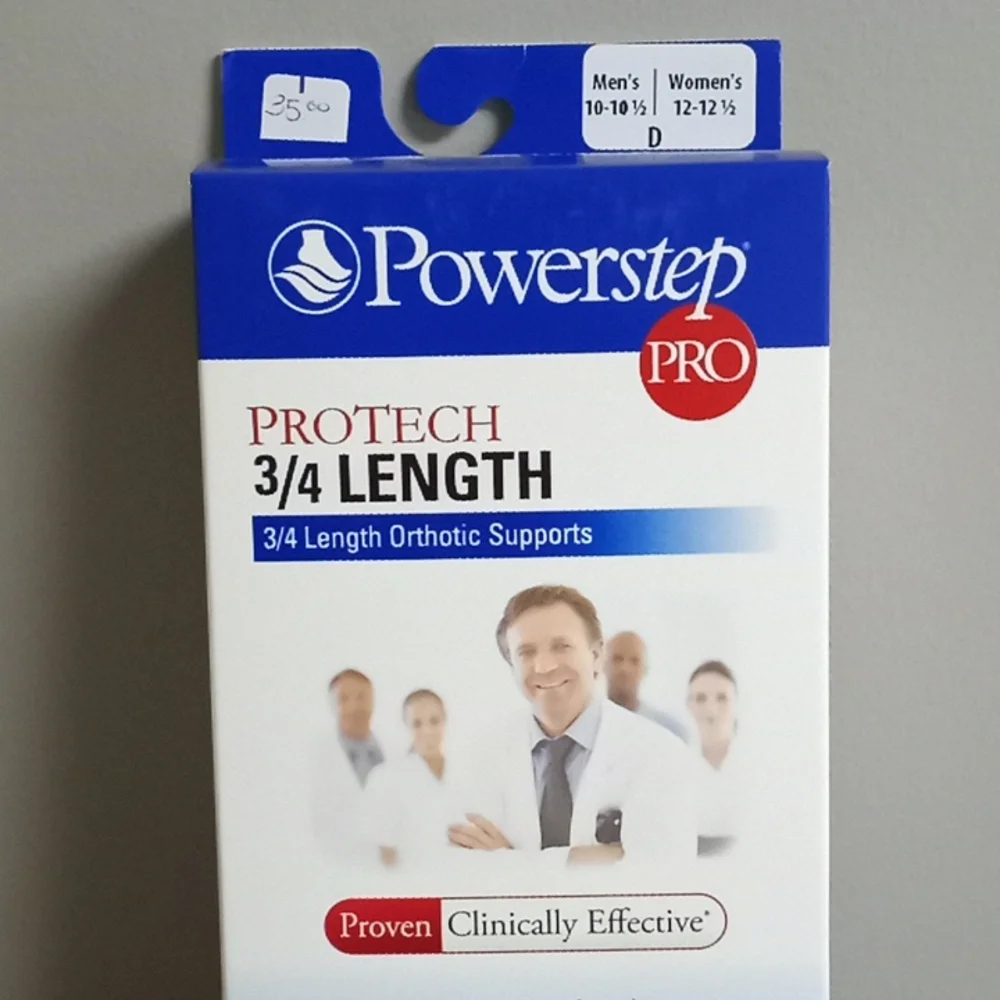 35 00
Men's | Women's
10-10 ½ | 12-12 ½
D
Powerstep
PRO
PROTECH
3/4 LENGTH
3/4 Length Orthotic Supports
Proven Clinically Effective*